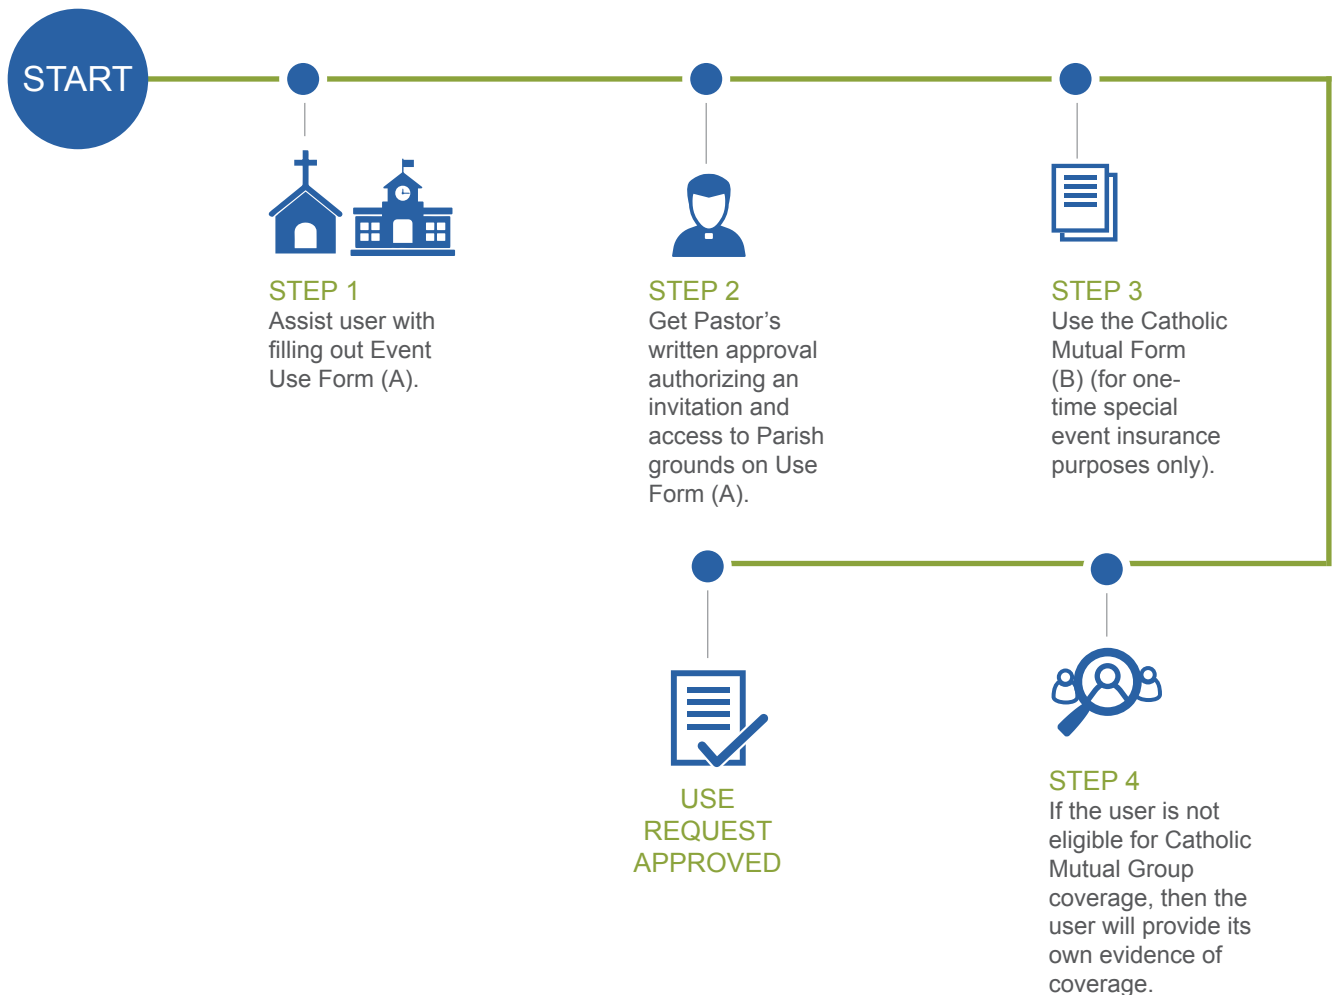 START
STEP 1
Assist user with
filling out Event
Use Form (A).
STEP 2
Get Pastor’s
written approval
authorizing an
invitation and
access to Parish
grounds on Use
Form (A).
STEP 3
Use the Catholic
Mutual Form
(B) (for one-
time special
event insurance
purposes only).
STEP 4
If the user is not
eligible for Catholic
Mutual Group
coverage, then the
user will provide its
own evidence of
coverage.
USE
REQUEST
APPROVED